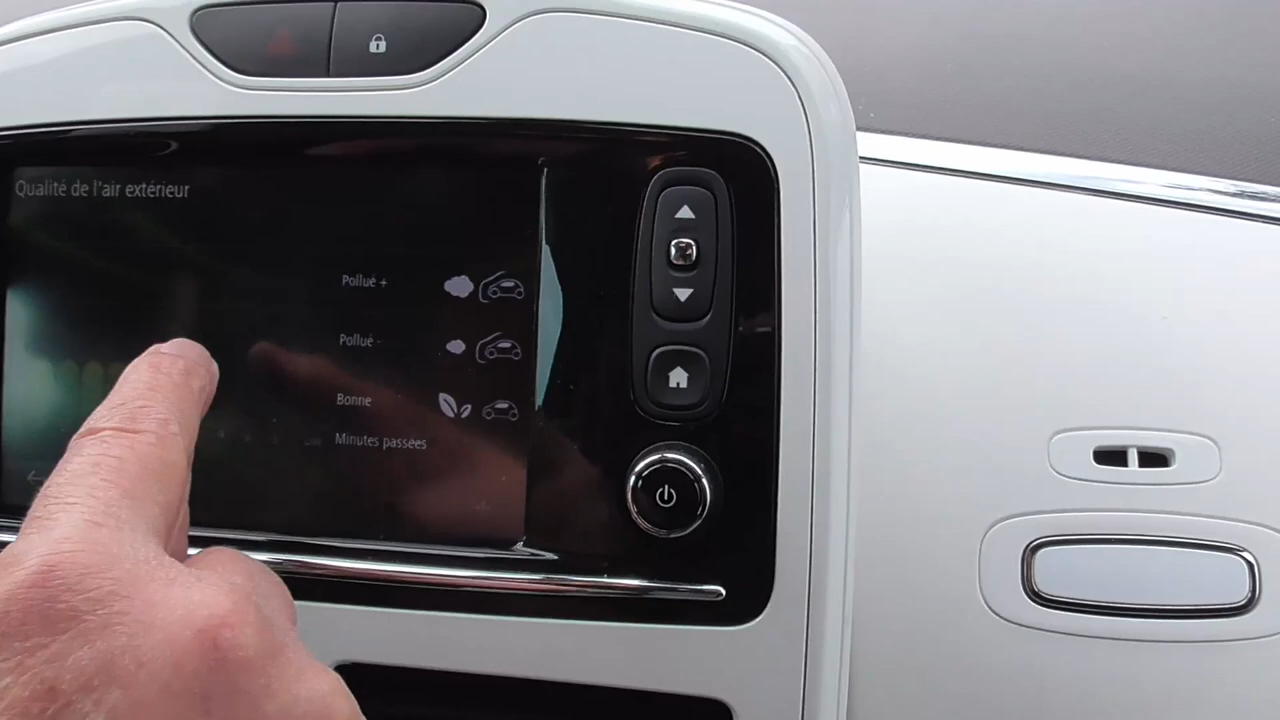 Qualité de l'air extérieur
Pollué +
Pollué -
Bonne
Minutes passées